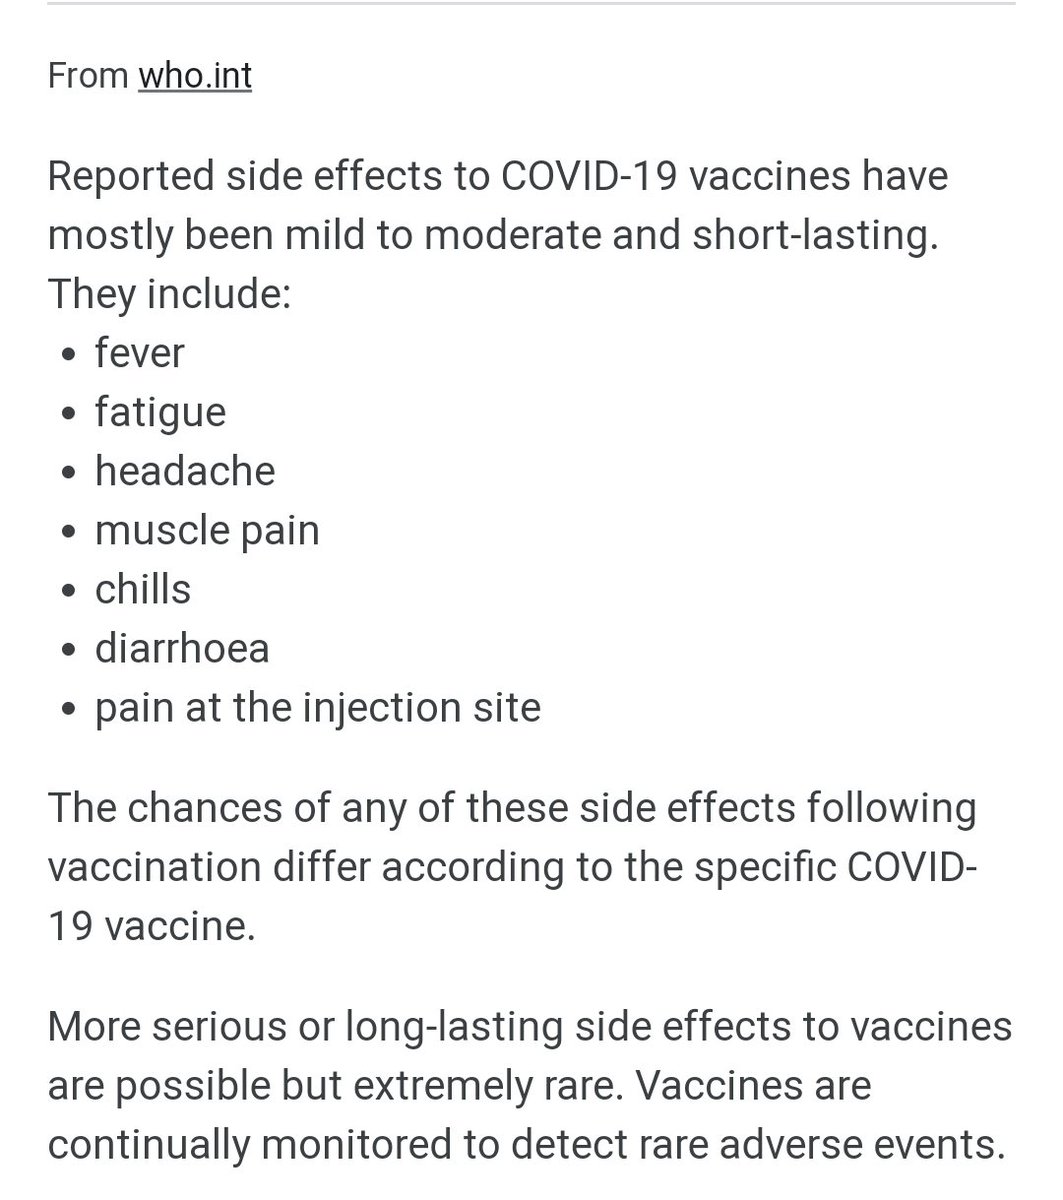 From who.int
Reported side effects to COVID-19 vaccines have
mostly been mild to moderate and short-lasting.
They include:
• fever
• fatigue
• headache
• muscle pain
• chills
• diarrhoea
• pain at the injection site
The chances of any of these side effects following
vaccination differ according to the specific COVID-
19 vaccine.
More serious or long-lasting side effects to vaccines
are possible but extremely rare. Vaccines are
continually monitored to detect rare adverse events.